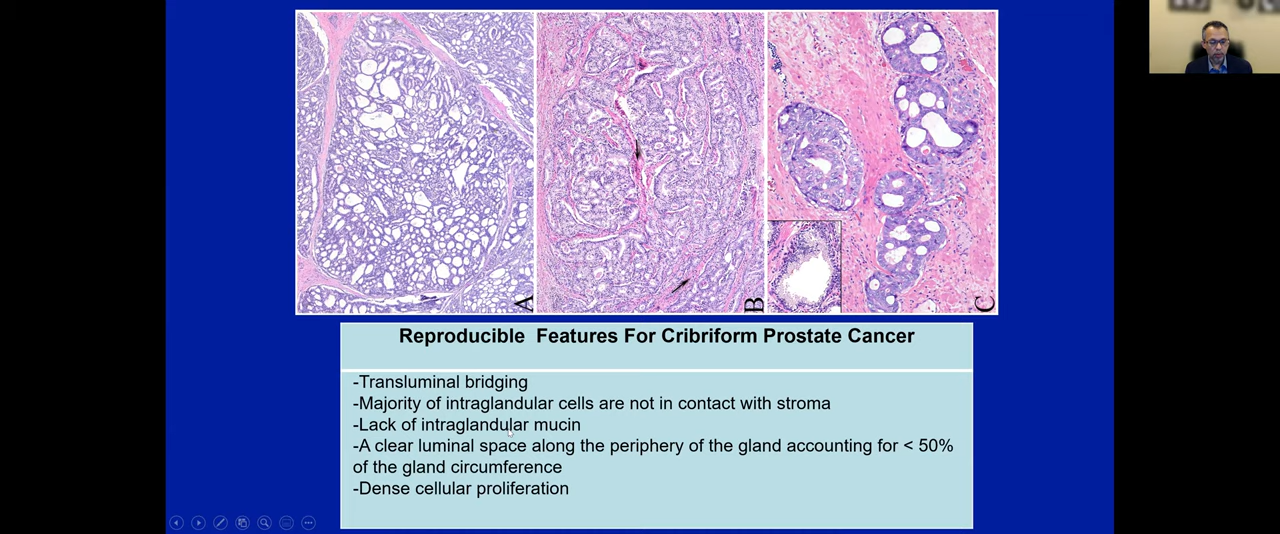 A
B
C
Reproducible Features For Cribriform Prostate Cancer
-Transluminal bridging
-Majority of intraglandular cells are not in contact with stroma
-Lack of intraglandular mucin
-A clear luminal space along the periphery of the gland accounting for < 50%
of the gland circumference
-Dense cellular proliferation